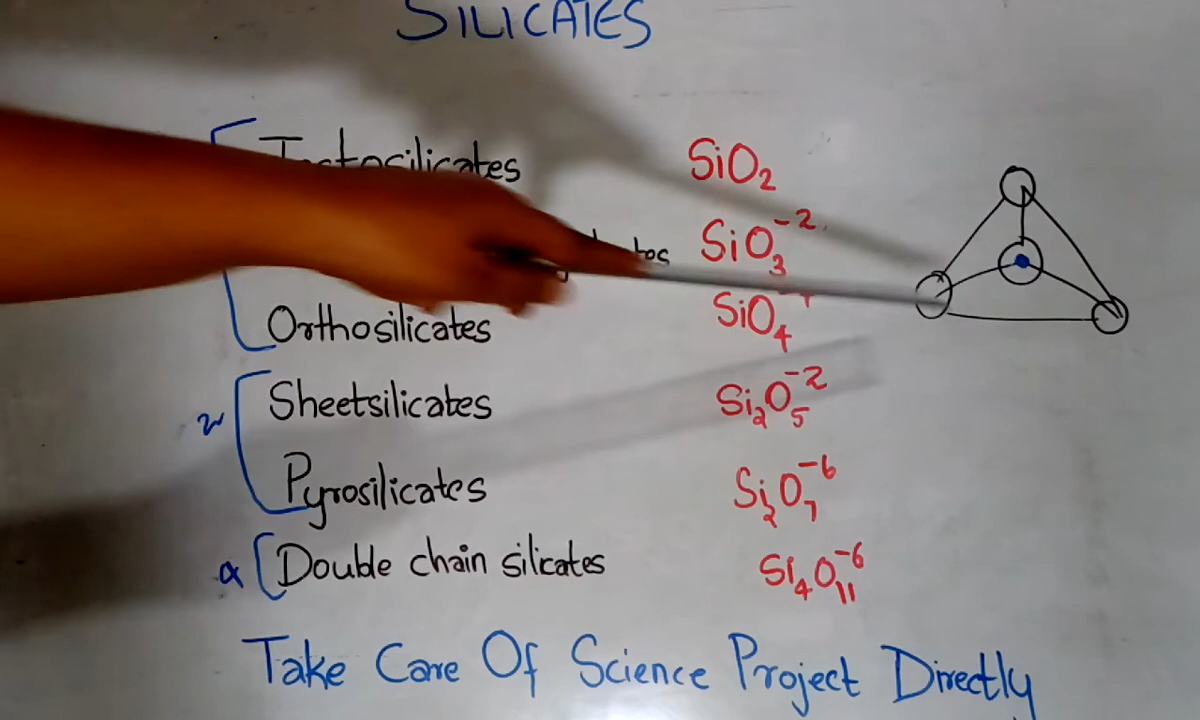 SILICATES
Tectosilicates SiO₂
SiO₃⁻²
Orthosilicates SiO₄
Sheetsilicates Si₂O₅⁻²
Pyrosilicates Si₂O₇⁻⁶
Double chain silicates Si₄O₁₁⁻⁶
Take Care Of Science Project Directly